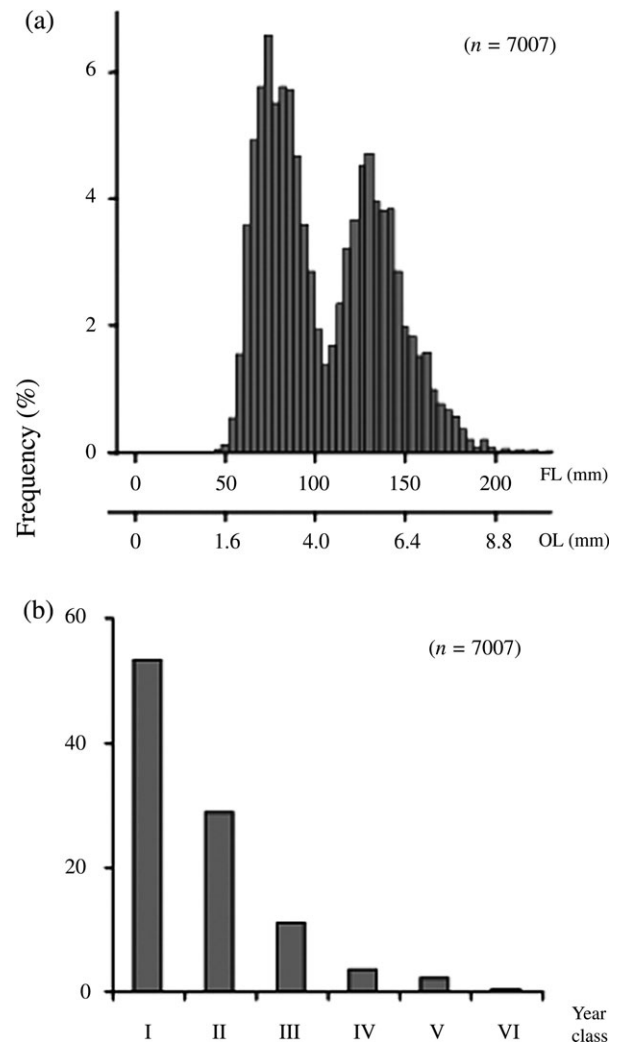 (a)
(n = 7007)
6
4
2
0
0 50 100 150 200 FL (mm)
0 1.6 4.0 6.4 8.8 OL (mm)
Frequency (%)
(b)
60
(n = 7007)
40
20
0
I II III IV V VI Year
class